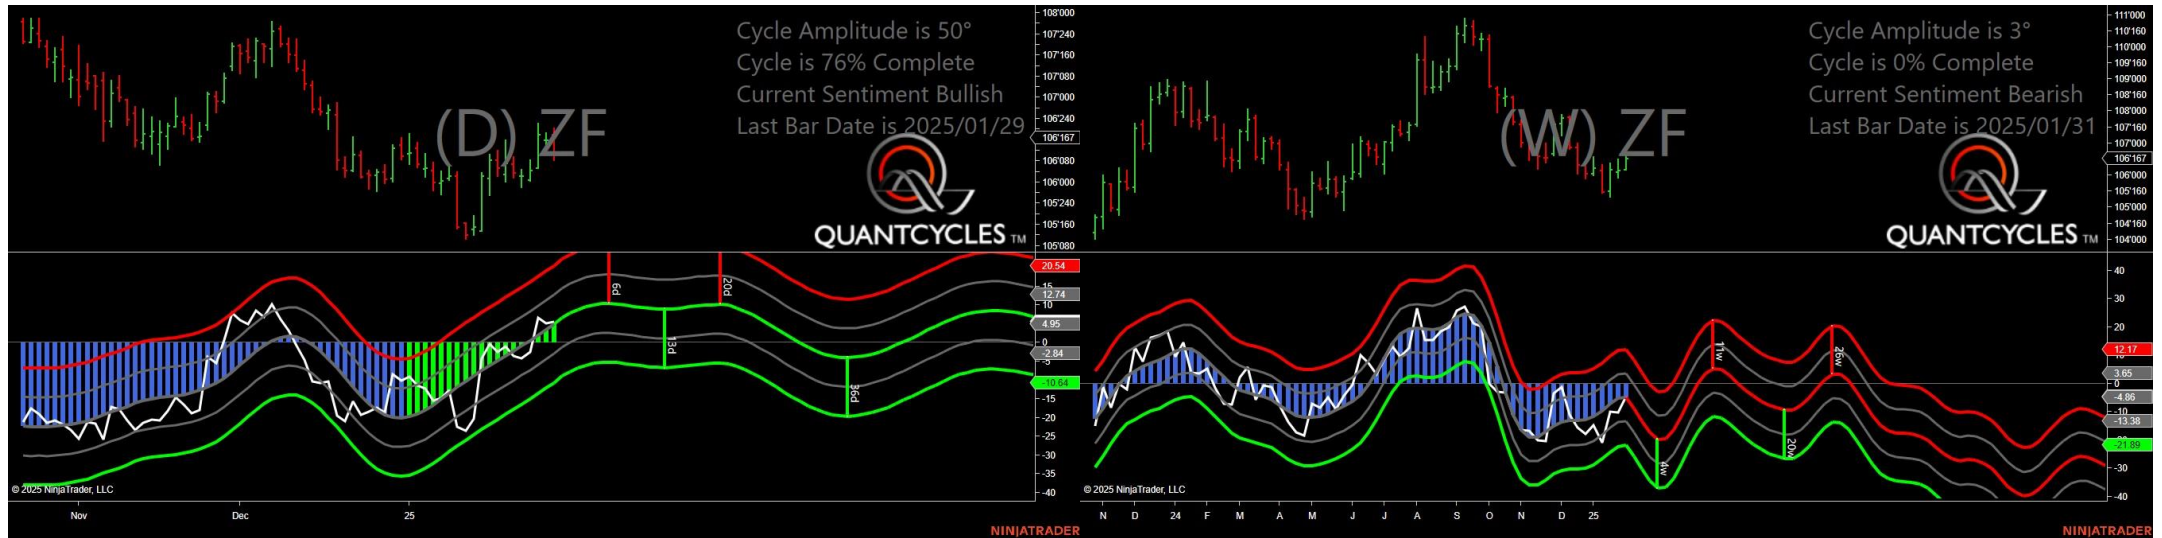 Cycle Amplitude is 50°
Cycle is 76% Complete
Current Sentiment Bullish
Last Bar Date is 2025/01/29
(D) ZF
QUANTCYCLES TM
108'000
107'240
107'160
107'080
107'000
106'240
106'167
106'080
106'000
105'240
105'160
105'080
20.54
15
12.74
10
4.95
0
-2.84
-5
-10.64
-15
-20
-25
-30
-35
-40
6d
13d
20d
36d
© 2025 NinjaTrader, LLC
Nov Dec 25
NINJATRADER
Cycle Amplitude is 3°
Cycle is 0% Complete
Current Sentiment Bearish
Last Bar Date is 2025/01/31
(W) ZF
QUANTCYCLES TM
111'000
110'160
110'000
109'160
109'000
108'160
108'000
107'160
107'000
106'167
106'000
105'160
105'000
104'160
104'000
40
30
20
12.17
3.65
0
-4.86
-10
-13.38
-21.89
-30
-40
4w
11w
20w
26w
© 2025 NinjaTrader, LLC
N D 24 F M A M J J A S O N D 25
NINJATRADER